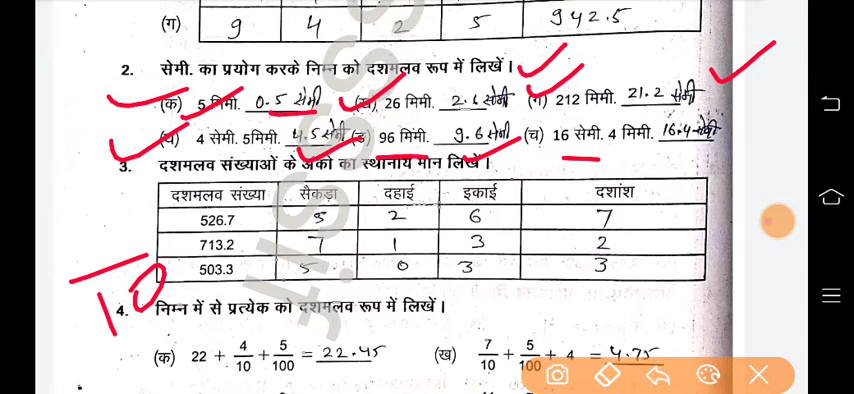 (ग) 9 4 2 5 942.5
2. सेमी. का प्रयोग करके निम्न को दशमलव रूप में लिखें।
(क) 5 मिमी. 0.5 सेमी (ख) 26 मिमी. 2.6 सेमी (ग) 212 मिमी. 21.2 सेमी
(घ) 4 सेमी. 5मिमी. 4.5 सेमी (ङ) 96 मिमी. 9.6 सेमी (च) 16 सेमी. 4 मिमी. 16.4 सेमी
3. दशमलव संख्याओं के अंकों का स्थानीय मान लिखें।
दशमलव संख्या सैकड़ा दहाई इकाई दशांश
526.7 5 2 6 7
713.2 7 1 3 2
503.3 5 0 3 3
10
4. निम्न में से प्रत्येक को दशमलव रूप में लिखें।
(क) 22 + 4/10 + 5/100 = 22.45 (ख) 7/10 + 5/100 + 4 = 4.75